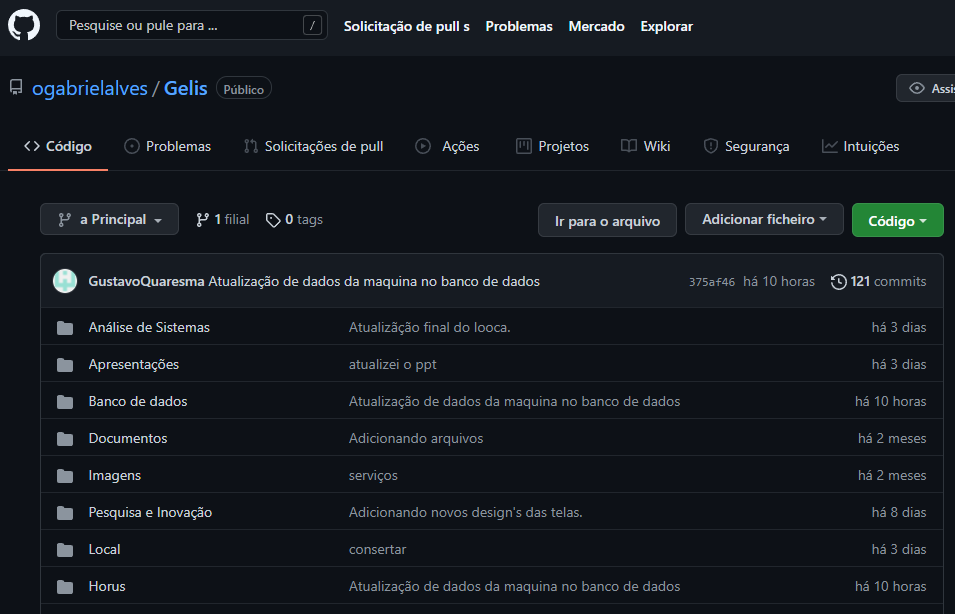 Pesquise ou pule para ... /
Solicitação de pull s Problemas Mercado Explorar
ogabrielalves / Gelis Público
Assis
Código Problemas Solicitações de pull Ações Projetos Wiki Segurança Intuições
a Principal 1 filial 0 tags Ir para o arquivo Adicionar ficheiro Código
GustavoQuaresma Atualização de dados da maquina no banco de dados 375af46 há 10 horas 121 commits
Análise de Sistemas Atualização final do looca. há 3 dias
Apresentações atualizei o ppt há 3 dias
Banco de dados Atualização de dados da maquina no banco de dados há 10 horas
Documentos Adicionando arquivos há 2 meses
Imagens serviços há 2 meses
Pesquisa e Inovação Adicionando novos design's das telas. há 8 dias
Local consertar há 3 dias
Horus Atualização de dados da maquina no banco de dados há 10 horas